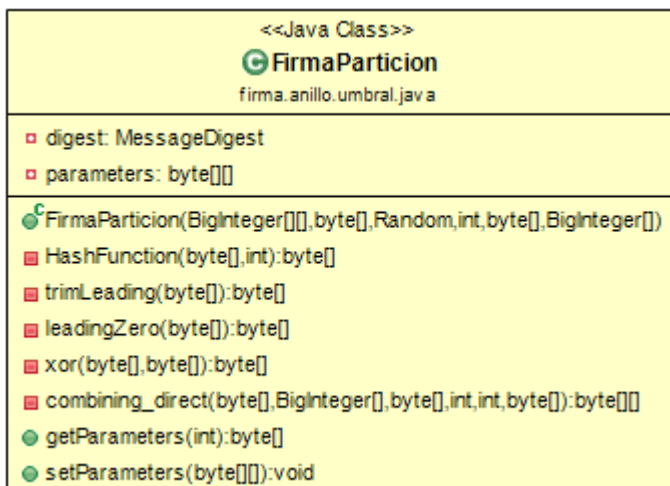 <<Java Class>>
FirmaParticion
firma.anillo.umbral.java
digest: MessageDigest
parameters: byte[][]
FirmaParticion(BigInteger[][],byte[],Random,int,byte[],BigInteger[])
HashFunction(byte[],int):byte[]
trimLeading(byte[]):byte[]
leadingZero(byte[]):byte[]
xor(byte[],byte[]):byte[]
combining_direct(byte[],BigInteger[],byte[],int,int,byte[]):byte[][]
getParameters(int):byte[]
setParameters(byte[][]):void